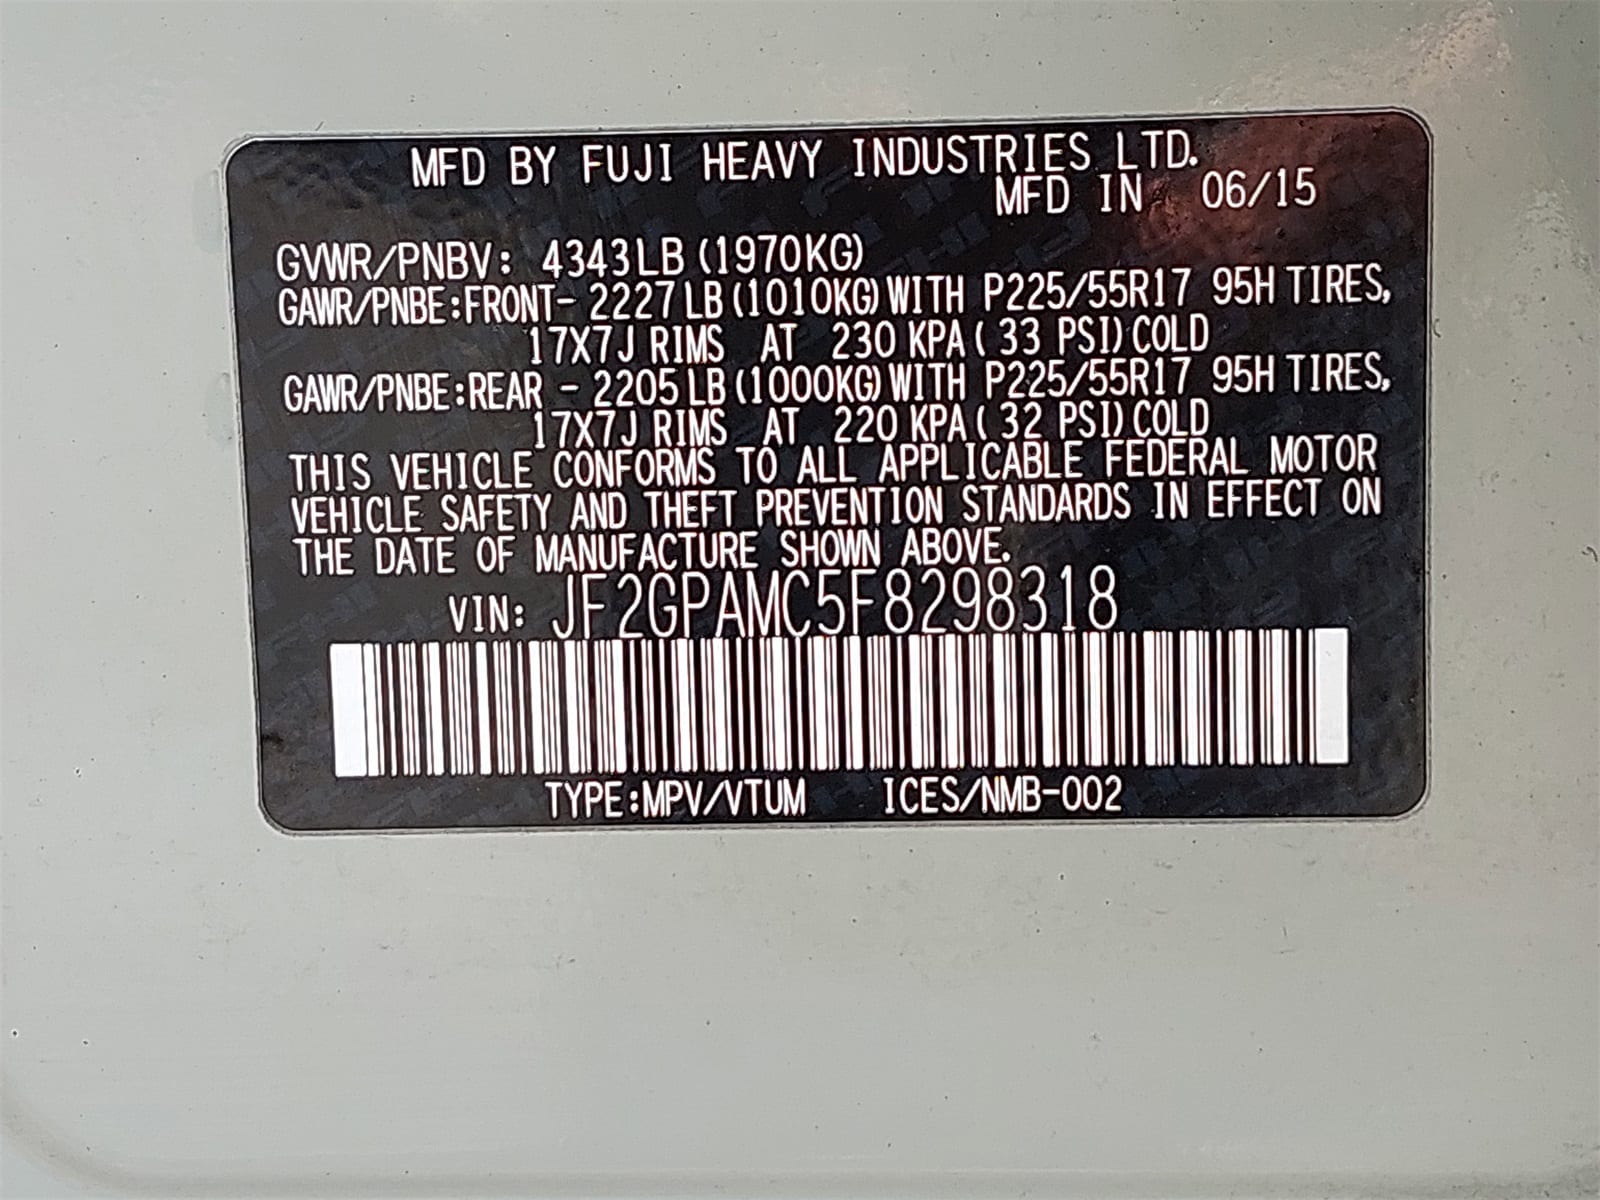 MFD BY FUJI HEAVY INDUSTRIES LTD.
MFD IN 06/15
GVWR/PNBV: 4343LB (1970KG)
GAWR/PNBE:FRONT- 2227LB(1010KG)WITH P225/55R17 95H TIRES,
17X7J RIMS AT 230 KPA( 33 PSI)COLD
GAWR/PNBE:REAR - 2205LB(1000KG)WITH P225/55R17 95H TIRES,
17X7J RIMS AT 220 KPA( 32 PSI)COLD
THIS VEHICLE CONFORMS TO ALL APPLICABLE FEDERAL MOTOR
VEHICLE SAFETY AND THEFT PREVENTION STANDARDS IN EFFECT ON
THE DATE OF MANUFACTURE SHOWN ABOVE.
VIN: JF2GPAMC5F8298318
TYPE:MPV/VTUM ICES/NMB-002